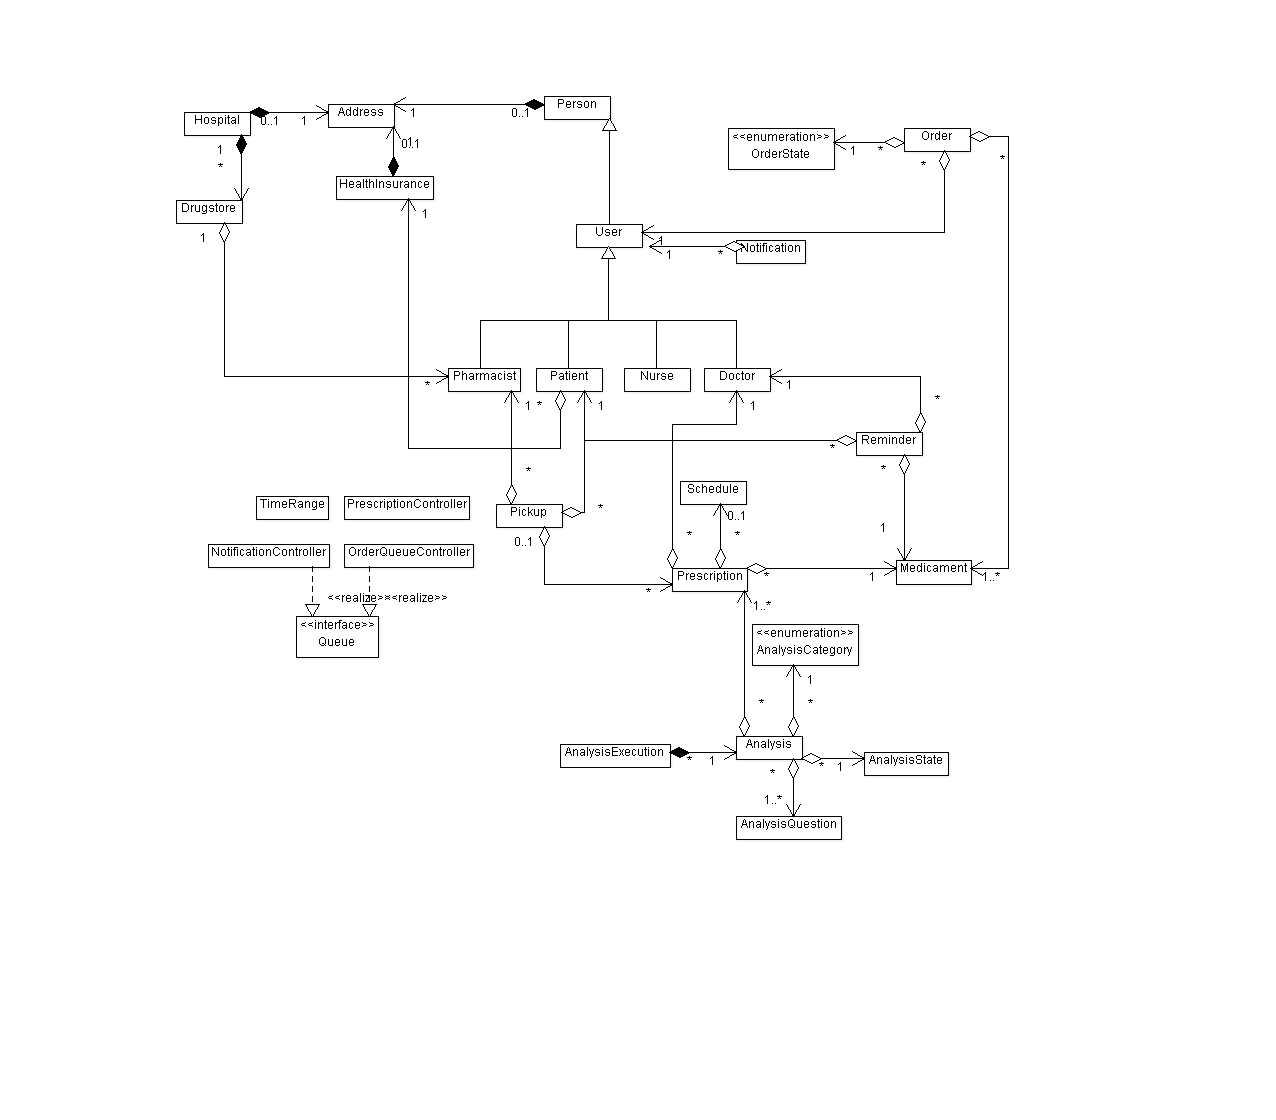 Person
0..1
1
Address
Hospital
0..1
1
1
*
0..1
HealthInsurance
1
Drugstore
1
<<enumeration>>
OrderState
1
*
Order
*
*
User
1
1
*
Notification
*
Pharmacist
Patient
Nurse
Doctor
1
*
1
*
1
1
*
Reminder
*
*
1
*
TimeRange
PrescriptionController
Pickup
*
0..1
Schedule
0..1
*
*
NotificationController
OrderQueueController
<<realize>>
<<realize>>
<<interface>>
Queue
*
Prescription
*
1
Medicament
1..*
1..*
<<enumeration>>
AnalysisCategory
1
*
*
AnalysisExecution
*
1
Analysis
*
*
1
AnalysisState
1..*
AnalysisQuestion